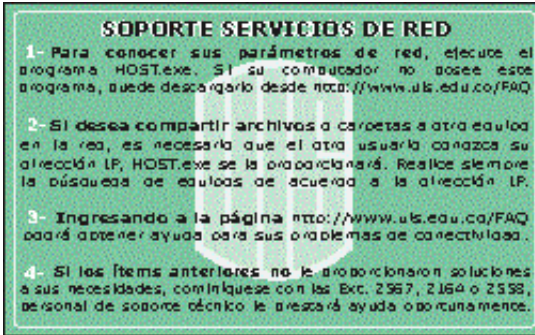 SOPORTE SERVICIOS DE RED
1- Para conocer sus parámetros de red, ejecute el
programa HOST.exe. Si su computador no posee este
programa, puede descargarlo desde http://www.uis.edu.co/FAQ
2- Si desea compartir archivos o carpetas a otro equipo
en la red, es necesario que el otro usuario conozca su
dirección IP, HOST.exe se la proporcionará. Realice siempre
la búsqueda de equipos de acuerdo a la dirección IP.
3- Ingresando a la página http://www.uis.edu.co/FAQ
podrá obtener ayuda para sus problemas de conectividad.
4- Si los ítems anteriores no le proporcionaron soluciones
a sus necesidades, cominíquese con las Ext. 2567, 2164 o 2558,
personal de soporte técnico le prestará ayuda oportunamente.